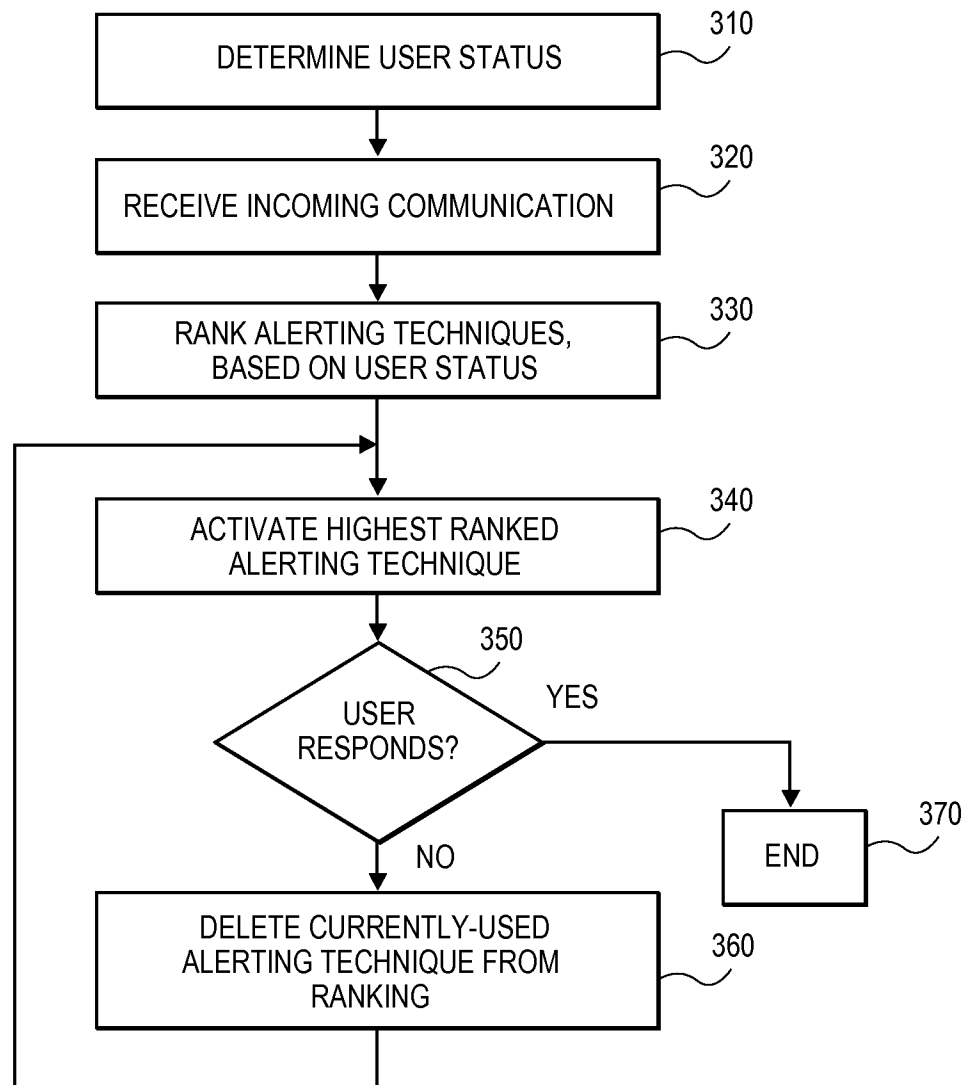 310
DETERMINE USER STATUS
320
RECEIVE INCOMING COMMUNICATION
330
RANK ALERTING TECHNIQUES,
BASED ON USER STATUS
340
ACTIVATE HIGHEST RANKED
ALERTING TECHNIQUE
350
YES
USER
RESPONDS?
370
END
NO
DELETE CURRENTLY-USED
ALERTING TECHNIQUE FROM
RANKING
360